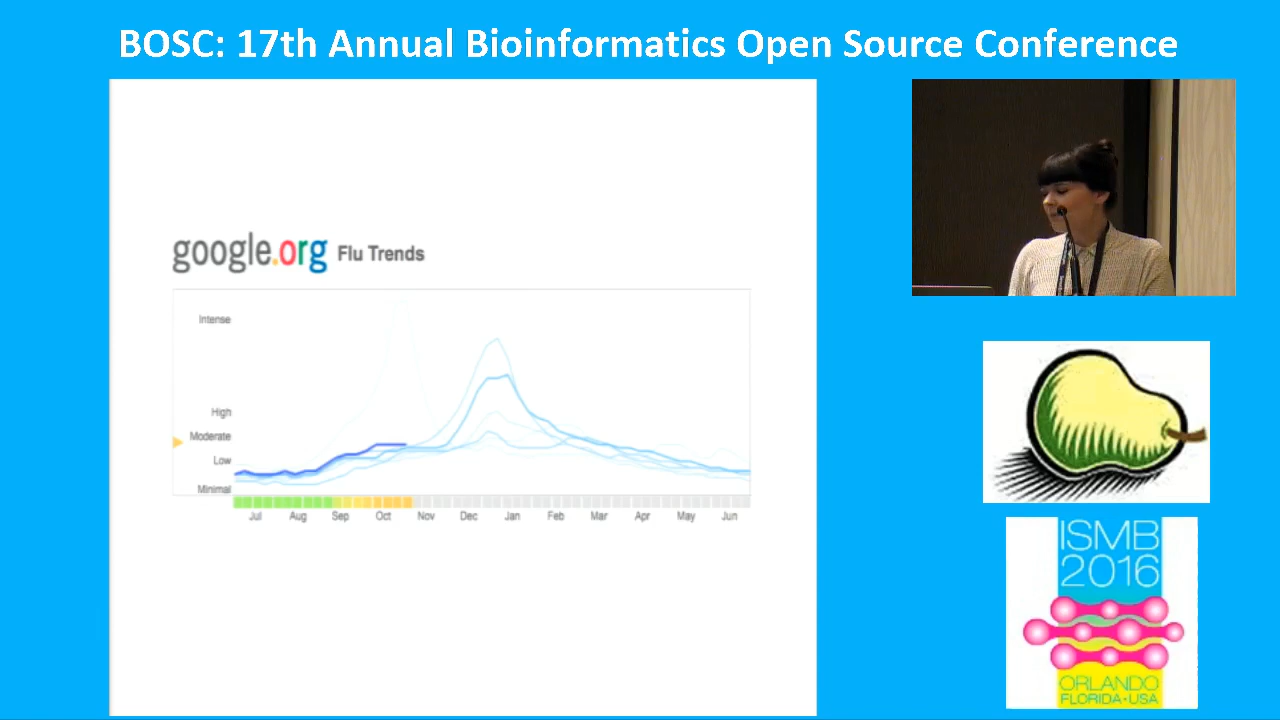 BOSC: 17th Annual Bioinformatics Open Source Conference
google.org Flu Trends
Intense
High
Moderate
Low
Minimal
Jul Aug Sep Oct Nov Dec Jan Feb Mar Apr May Jun
ISMB
2016
ORLANDO
FLORIDA•USA